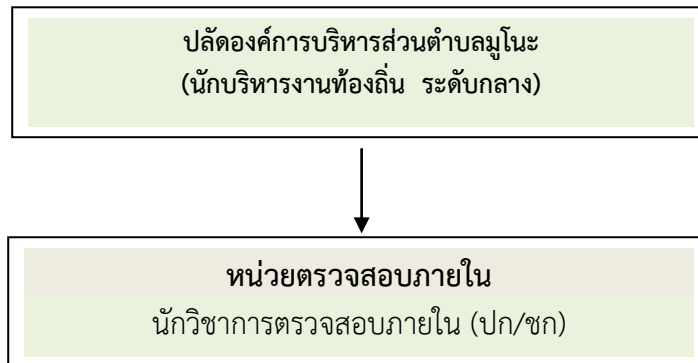 ปลัดองค์การบริหารส่วนตำบลมูโนะ
(นักบริหารงานท้องถิ่น ระดับกลาง)
หน่วยตรวจสอบภายใน
นักวิชาการตรวจสอบภายใน (ปก/ชก)